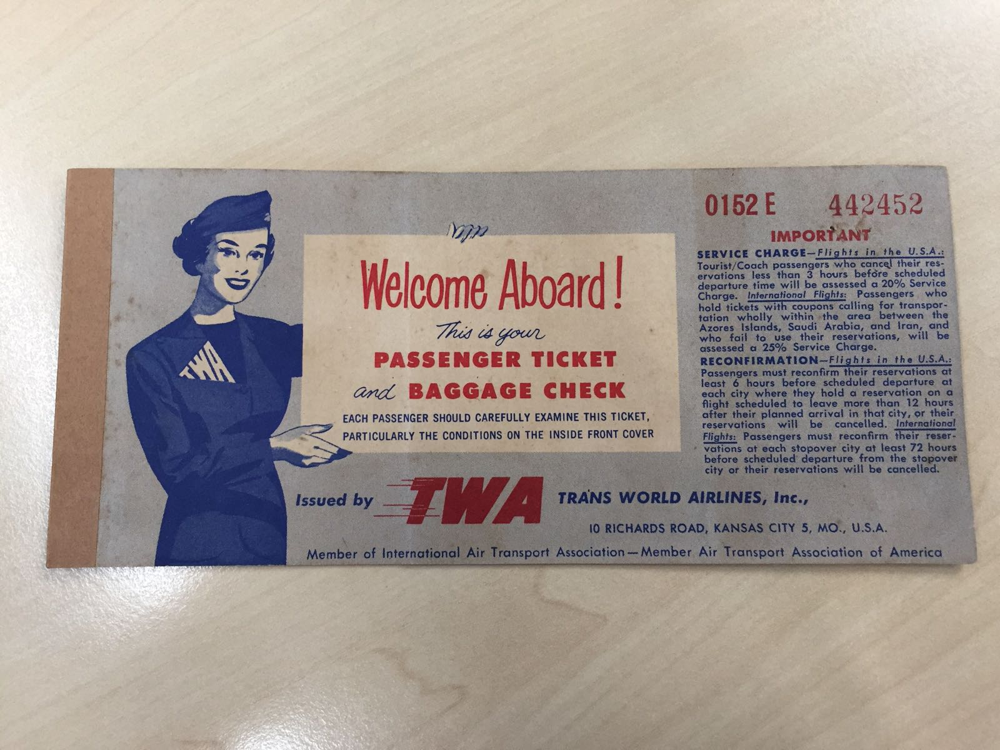 TWA
Welcome Aboard!
This is your
PASSENGER TICKET
and BAGGAGE CHECK
EACH PASSENGER SHOULD CAREFULLY EXAMINE THIS TICKET,
PARTICULARLY THE CONDITIONS ON THE INSIDE FRONT COVER
0152 E 442452
IMPORTANT
SERVICE CHARGE—Flights in the U.S.A.:
Tourist/Coach passengers who cancel their res-
ervations less than 3 hours before scheduled
departure time will be assessed a 20% Service
Charge. International Flights: Passengers who
hold tickets with coupons calling for transpor-
tation wholly within the area between the
Azores Islands, Saudi Arabia, and Iran, and
who fail to use their reservations, will be
assessed a 25% Service Charge.
RECONFIRMATION—Flights in the U.S.A.:
Passengers must reconfirm their reservations at
least 6 hours before scheduled departure at
each city where they hold a reservation on a
flight scheduled to leave more than 12 hours
after their planned arrival in that city, or their
reservations will be cancelled. International
Flights: Passengers must reconfirm their reser-
vations at each stopover city at least 72 hours
before scheduled departure from the stopover
city or their reservations will be cancelled.
Issued by TWA TRANS WORLD AIRLINES, Inc.,
10 RICHARDS ROAD, KANSAS CITY 5, MO., U.S.A.
Member of International Air Transport Association—Member Air Transport Association of America